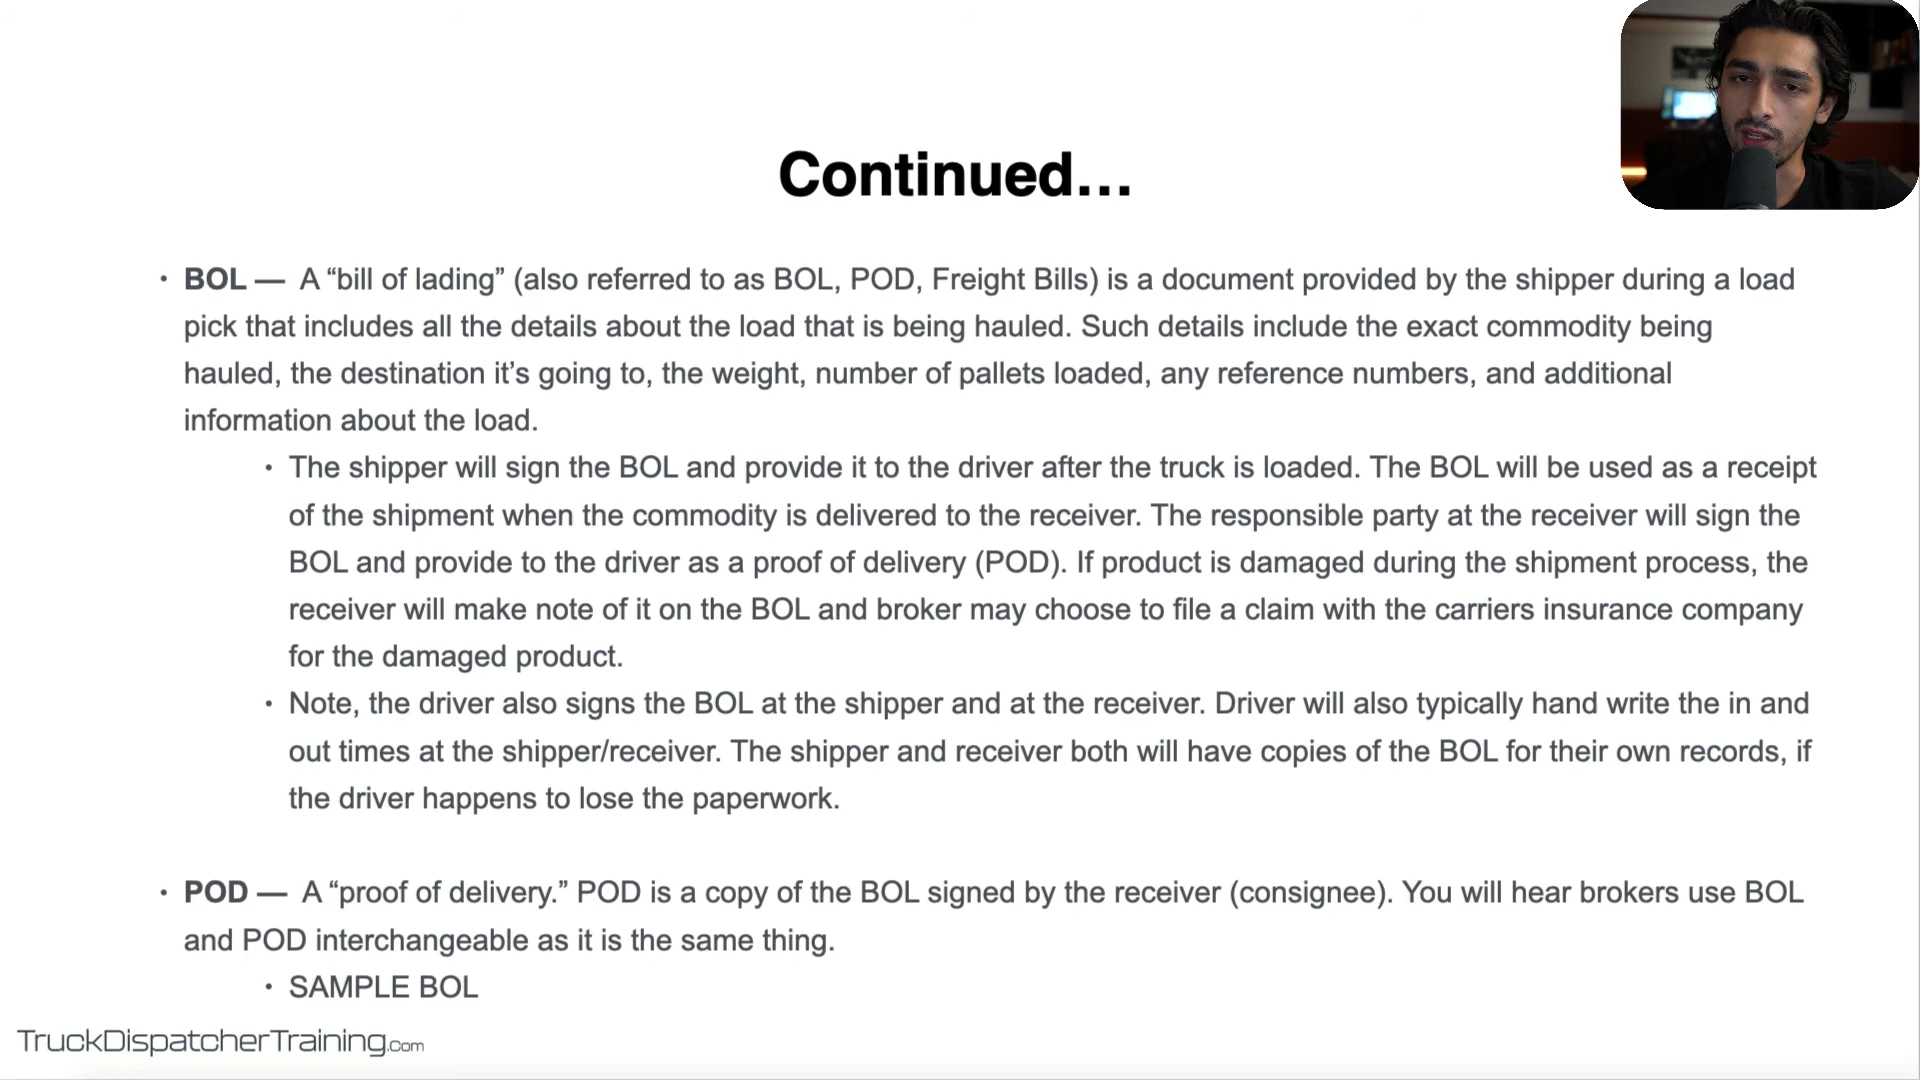 Continued…
• BOL — A “bill of lading” (also referred to as BOL, POD, Freight Bills) is a document provided by the shipper during a load
pick that includes all the details about the load that is being hauled. Such details include the exact commodity being
hauled, the destination it’s going to, the weight, number of pallets loaded, any reference numbers, and additional
information about the load.
• The shipper will sign the BOL and provide it to the driver after the truck is loaded. The BOL will be used as a receipt
of the shipment when the commodity is delivered to the receiver. The responsible party at the receiver will sign the
BOL and provide to the driver as a proof of delivery (POD). If product is damaged during the shipment process, the
receiver will make note of it on the BOL and broker may choose to file a claim with the carriers insurance company
for the damaged product.
• Note, the driver also signs the BOL at the shipper and at the receiver. Driver will also typically hand write the in and
out times at the shipper/receiver. The shipper and receiver both will have copies of the BOL for their own records, if
the driver happens to lose the paperwork.
• POD — A “proof of delivery.” POD is a copy of the BOL signed by the receiver (consignee). You will hear brokers use BOL
and POD interchangeable as it is the same thing.
• SAMPLE BOL
TruckDispatcherTraining.com